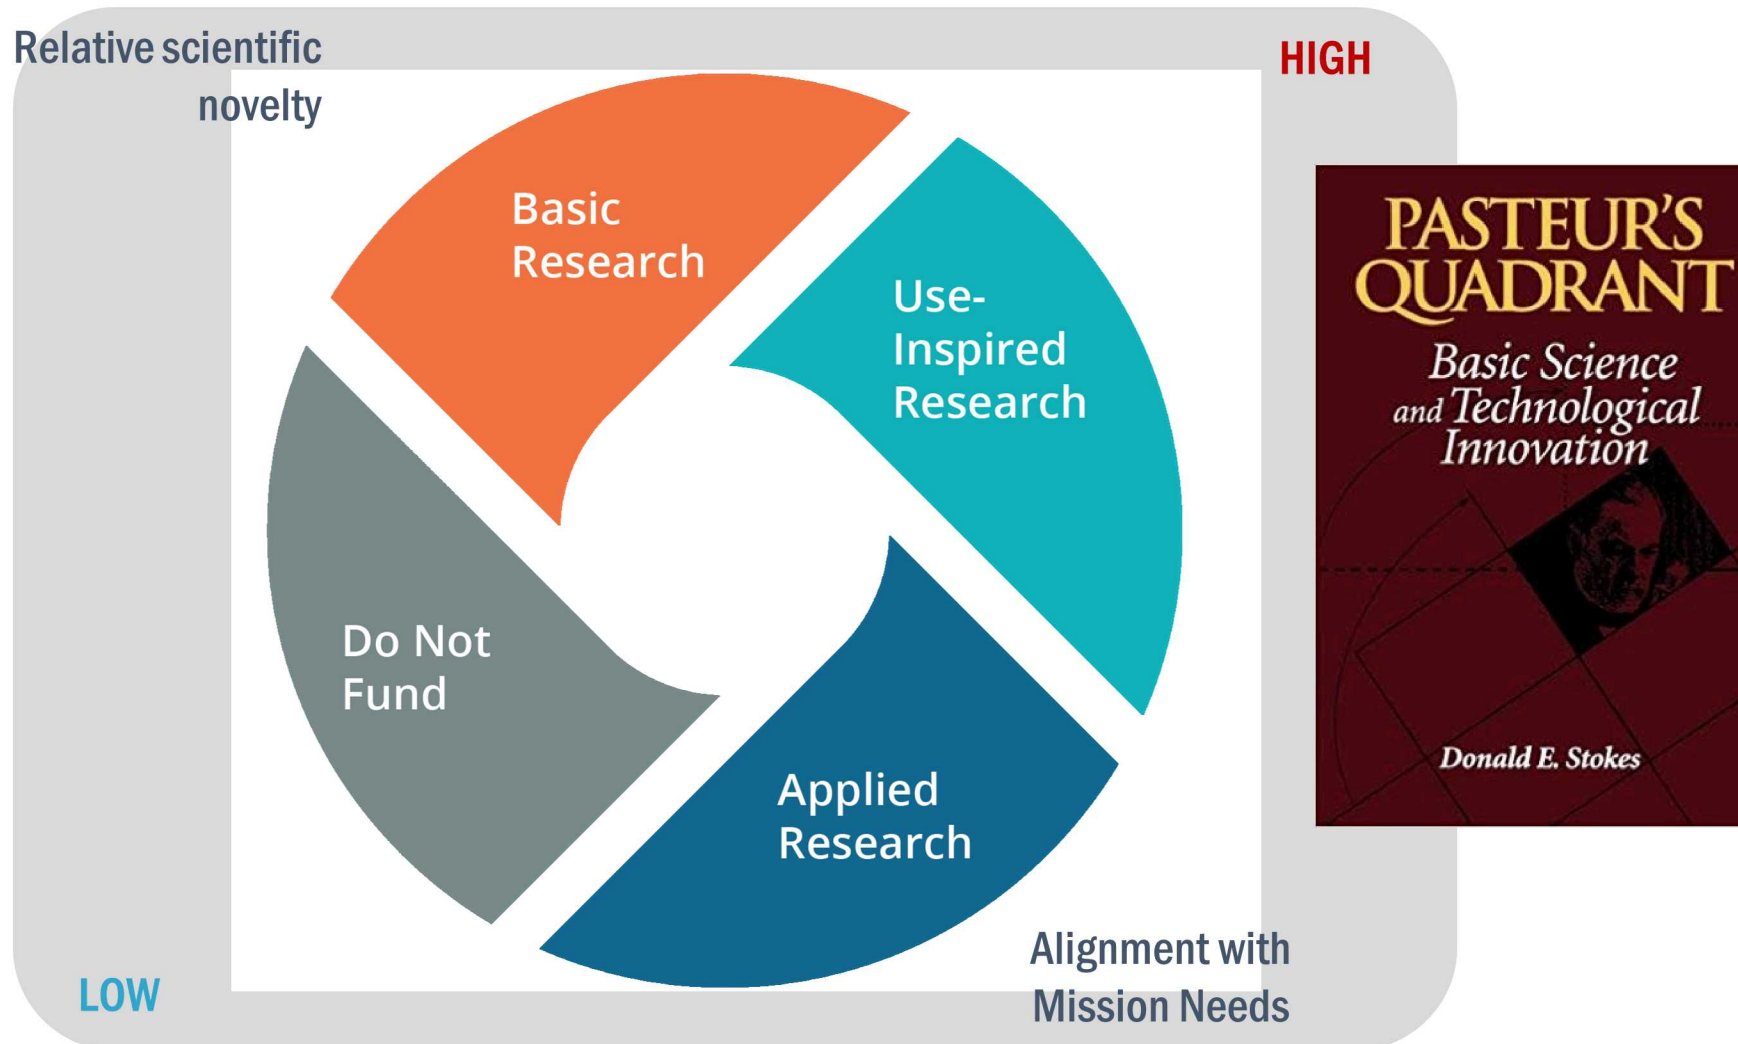 Relative scientific
novelty
HIGH
Basic
Research
Use-
Inspired
Research
Do Not
Fund
Applied
Research
LOW
Alignment with
Mission Needs
PASTEUR'S
QUADRANT
Basic Science
and Technological
Innovation
Donald E. Stokes